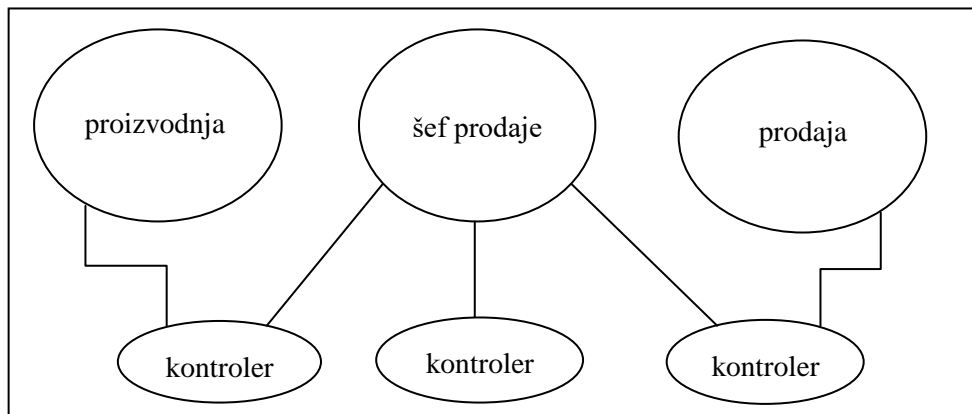 proizvodnja
šef prodaje
prodaja
kontroler
kontroler
kontroler